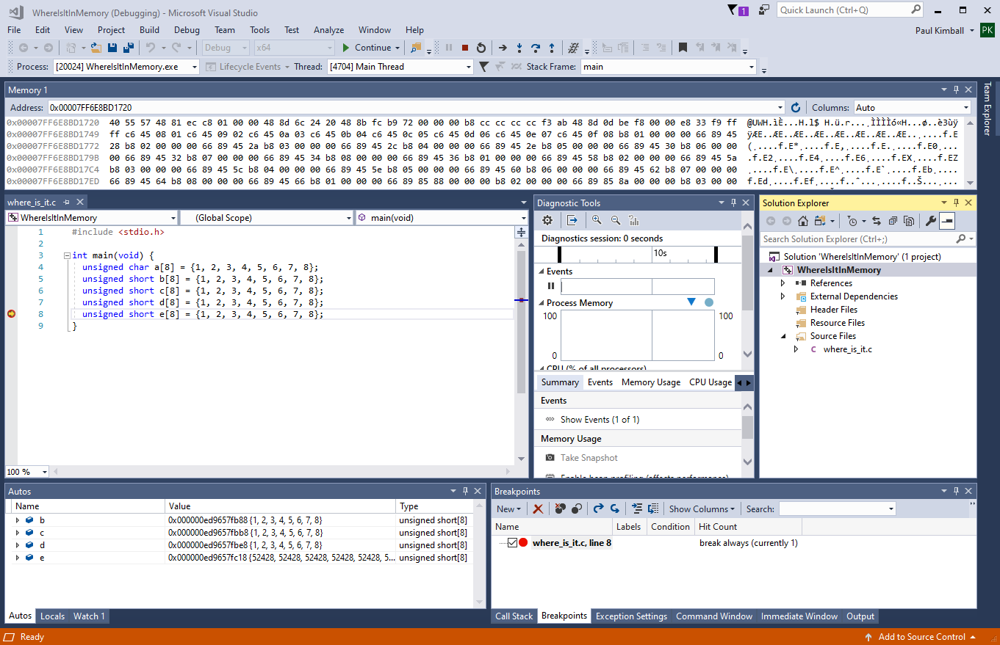 WhereIsItInMemory (Debugging) - Microsoft Visual Studio
1
Quick Launch (Ctrl+Q)
File Edit View Project Build Debug Team Tools Test Analyze Window Help
Paul Kimball PK
Debug x64 Continue
Process: [20024] WhereIsItInMemory.exe Lifecycle Events Thread: [4704] Main Thread Stack Frame: main
Team Explorer
Memory 1
Address: 0x00007FF6E8BD1720 Columns: Auto
0x00007FF6E8BD1720 40 55 57 48 81 ec c8 01 00 00 48 8d 6c 24 20 48 8b fc b9 72 00 00 00 b8 cc cc cc cc f3 ab 48 8d 0d be f8 00 00 e8 33 f9 ff
0x00007FF6E8BD1749 ff c6 45 08 01 c6 45 09 02 c6 45 0a 03 c6 45 0b 04 c6 45 0c 05 c6 45 0d 06 c6 45 0e 07 c6 45 0f 08 b8 01 00 00 00 66 89 45
0x00007FF6E8BD1772 28 b8 02 00 00 00 66 89 45 2a b8 03 00 00 00 66 89 45 2c b8 04 00 00 00 66 89 45 2e b8 05 00 00 00 66 89 45 30 b8 06 00 00
0x00007FF6E8BD179B 00 66 89 45 32 b8 07 00 00 00 66 89 45 34 b8 08 00 00 00 66 89 45 36 b8 01 00 00 00 66 89 45 58 b8 02 00 00 00 66 89 45 5a
0x00007FF6E8BD17C4 b8 03 00 00 00 66 89 45 5c b8 04 00 00 00 66 89 45 5e b8 05 00 00 00 66 89 45 60 b8 06 00 00 00 66 89 45 62 b8 07 00 00 00
0x00007FF6E8BD17ED 66 89 45 64 b8 08 00 00 00 66 89 45 66 b8 01 00 00 00 66 89 85 88 00 00 00 b8 02 00 00 00 66 89 85 8a 00 00 00 b8 03 00 00
where_is_it.c
WhereIsItInMemory (Global Scope) main(void)
1 #include <stdio.h>
2
3 int main(void) {
4 unsigned char a[8] = {1, 2, 3, 4, 5, 6, 7, 8};
5 unsigned short b[8] = {1, 2, 3, 4, 5, 6, 7, 8};
6 unsigned short c[8] = {1, 2, 3, 4, 5, 6, 7, 8};
7 unsigned short d[8] = {1, 2, 3, 4, 5, 6, 7, 8};
8 unsigned short e[8] = {1, 2, 3, 4, 5, 6, 7, 8};
9 }
100 %
Diagnostic Tools
Diagnostics session: 0 seconds
10s
Events
Process Memory
100 100
0 0
CPU (% of all processors)
Summary Events Memory Usage CPU Usage
Events
Show Events (1 of 1)
Memory Usage
Take Snapshot
Enable heap profiling (affects performance)
Solution Explorer
Search Solution Explorer (Ctrl+;)
Solution 'WhereIsItInMemory' (1 project)
WhereIsItInMemory
References
External Dependencies
Header Files
Resource Files
Source Files
C where_is_it.c
Autos
Name Value Type
b 0x000000ed9657fb88 {1, 2, 3, 4, 5, 6, 7, 8} unsigned short[8]
c 0x000000ed9657fbb8 {1, 2, 3, 4, 5, 6, 7, 8} unsigned short[8]
d 0x000000ed9657fbe8 {1, 2, 3, 4, 5, 6, 7, 8} unsigned short[8]
e 0x000000ed9657fc18 {52428, 52428, 52428, 52428, 52428, 5... unsigned short[8]
Autos Locals Watch 1
Breakpoints
New Show Columns Search:
Name Labels Condition Hit Count
where_is_it.c, line 8 break always (currently 1)
Call Stack Breakpoints Exception Settings Command Window Immediate Window Output
Ready Add to Source Control